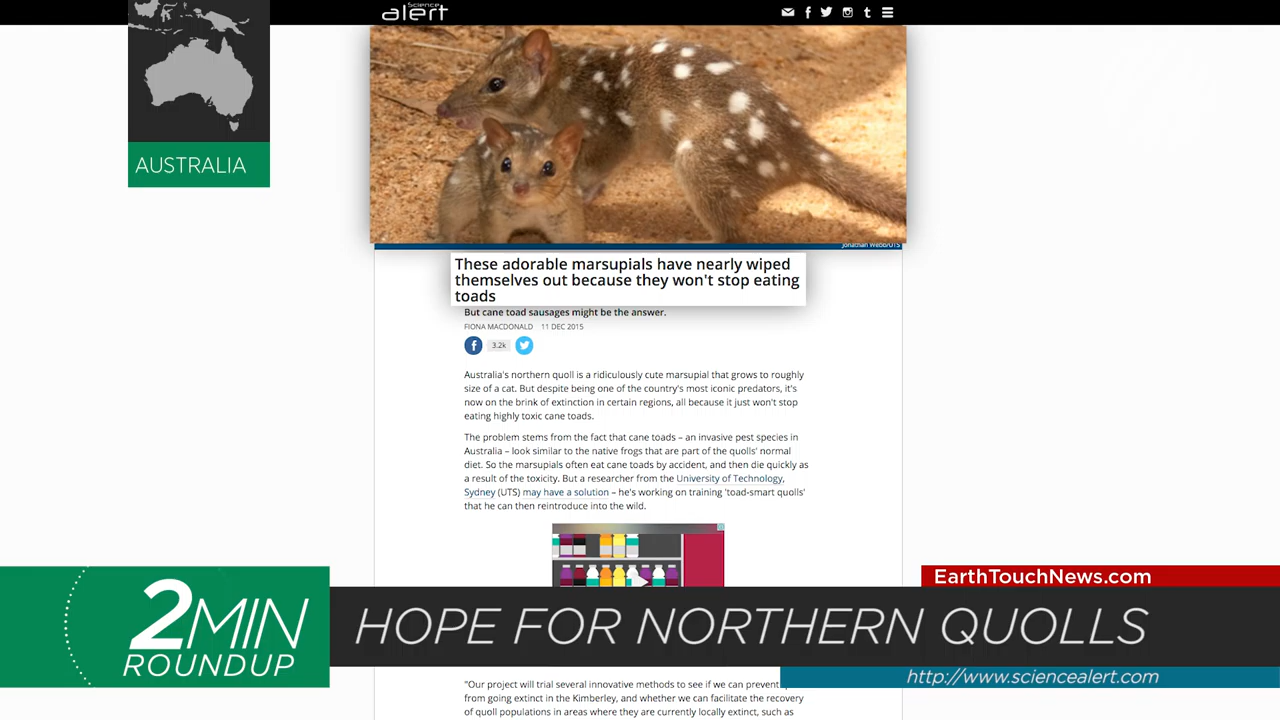 Science
alert
AUSTRALIA
Jonathan Webb/UTS
These adorable marsupials have nearly wiped
themselves out because they won't stop eating
toads
But cane toad sausages might be the answer.
FIONA MACDONALD 11 DEC 2015
3.2k
Australia's northern quoll is a ridiculously cute marsupial that grows to roughly
size of a cat. But despite being one of the country's most iconic predators, it's
now on the brink of extinction in certain regions, all because it just won't stop
eating highly toxic cane toads.
The problem stems from the fact that cane toads – an invasive pest species in
Australia – look similar to the native frogs that are part of the quolls' normal
diet. So the marsupials often eat cane toads by accident, and then die quickly as
a result of the toxicity. But a researcher from the University of Technology,
Sydney (UTS) may have a solution – he's working on training 'toad-smart quolls'
that he can then reintroduce into the wild.
EarthTouchNews.com
2MIN
ROUNDUP
HOPE FOR NORTHERN QUOLLS
http://www.sciencealert.com
"Our project will trial several innovative methods to see if we can prevent
from going extinct in the Kimberley, and whether we can facilitate the recovery
of quoll populations in areas where they are currently locally extinct, such as